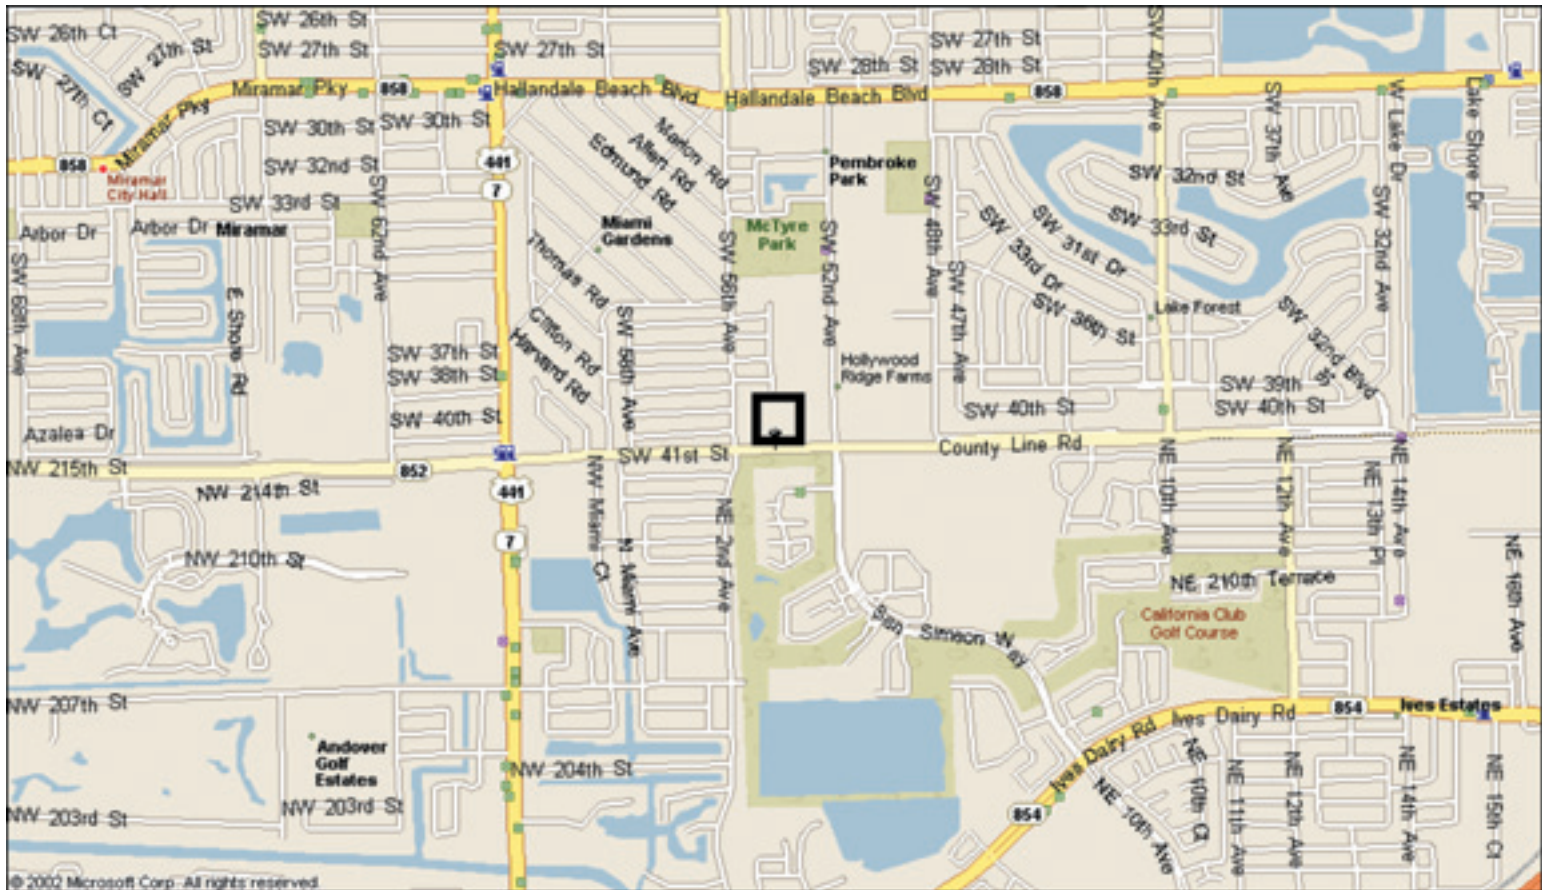 SW 26th St
SW 26th Ct
SW 27th St
SW 27th St
SW 27th St
SW 27th St
SW 28th St
SW 28th St
SW 40th Ave
SW 27th Ct
Miramar Pky
858
Hallandale Beach Blvd
Hallandale Beach Blvd
858
SW 37th Ave
W Lake Dr
Lake Shore Dr
Miramar Pky
SW 30th St
SW 30th St
Marion Rd
Allen Rd
Edmund Rd
858
SW 32nd St
441
Pembroke
Park
SW 32nd St
Miramar
City Hall
7
SW 33rd St
SW 62nd Ave
SW 48th Ave
SW 32nd Ave
Arbor Dr
Arbor Dr
Miramar
Miami
Gardens
McTyre
Park
SW 52nd Ave
SW 33rd Dr
SW 31st Dr
SW 33rd St
Thomas Rd
SW 56th Ave
SW 47th Ave
SW 68th Ave
E Shore Rd
SW 58th Ave
SW 36th St
Lake Forest
SW 32nd Blvd
Clifton Rd
Harvard Rd
SW 37th St
SW 38th St
Hollywood
Ridge Farms
SW 39th St
SW 40th St
SW 40th St
SW 40th St
Azalea Dr
NW 215th St
852
SW 41st St
County Line Rd
NW 214th St
441
NW Miami Ct
NE 2nd Ave
NE 10th Ave
NE 12th Ave
NE 13th Pl
NE 14th Ave
7
NW 210th St
N Miami Ave
NE 210th Terrace
NE 16th Ave
San Simeon Way
California Club
Golf Course
NW 207th St
Ives Dairy Rd
854
Ives Estates
Andover
Golf
Estates
NW 204th St
Ives Dairy Rd
NE 10th Ct
NE 11th Ave
NE 12th Ave
NE 14th Ave
NE 15th Ct
NW 203rd St
NW 203rd St
854
NE 10th Ave
© 2002 Microsoft Corp. All rights reserved.